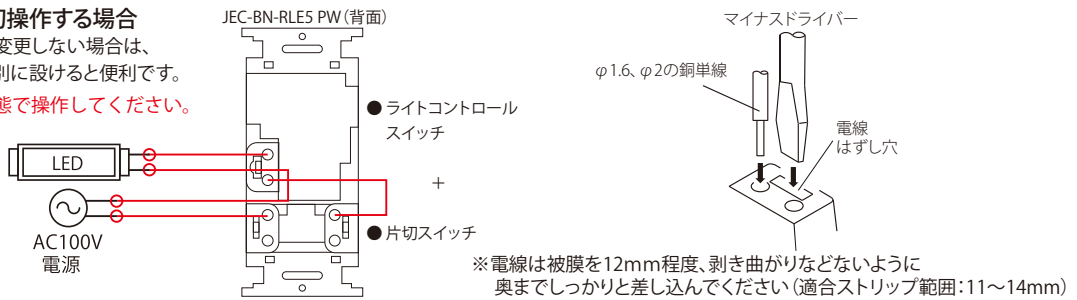 操作する場合
変更しない場合は、
別に設けると便利です。
態で操作してください。
JEC-BN-RLE5 PW（背面）
●ライトコントロール
スイッチ
+
●片切スイッチ
LED
AC100V
電源
マイナスドライバー
φ1.6、φ2の銅単線
電線
はずし穴
※電線は被膜を12mm程度、剥き曲がりなどないように
奥までしっかりと差し込んでください（適合ストリップ範囲：11〜14mm）